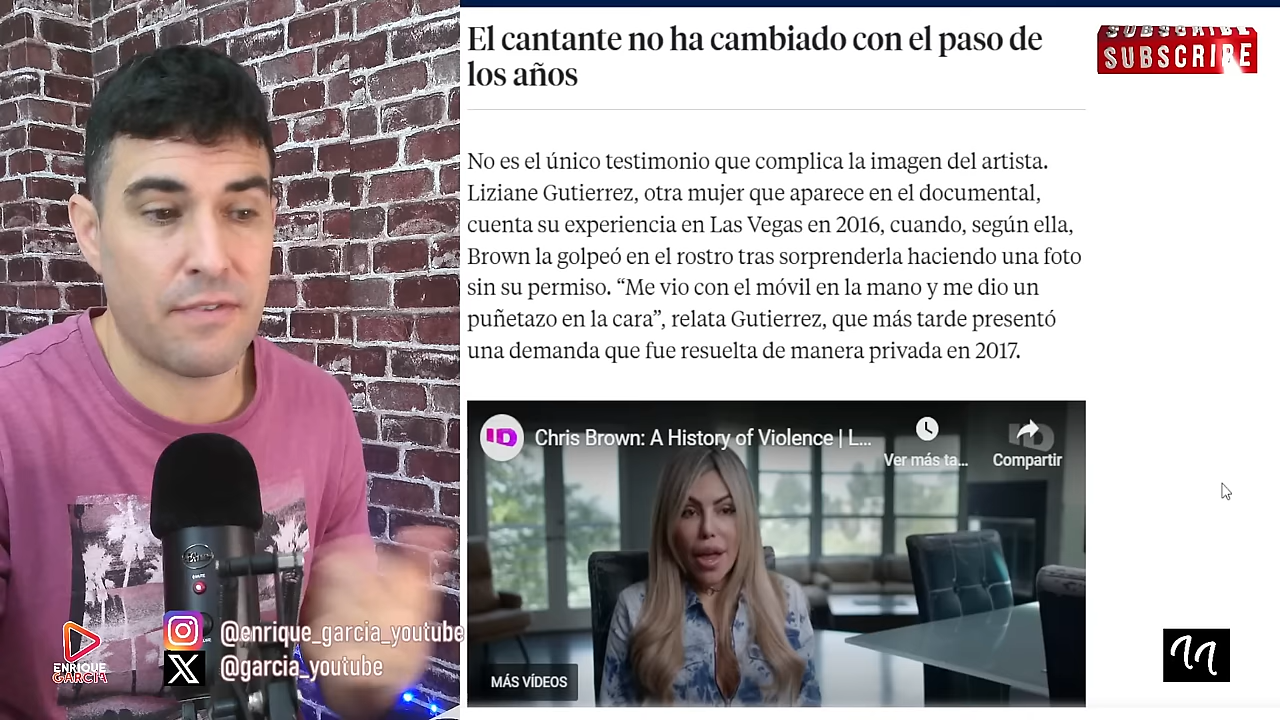 El cantante no ha cambiado con el paso de
los años
SUBSCRIBE
SUBSCRIBE
No es el único testimonio que complica la imagen del artista.
Liziane Gutierrez, otra mujer que aparece en el documental,
cuenta su experiencia en Las Vegas en 2016, cuando, según ella,
Brown la golpeó en el rostro tras sorprenderla haciendo una foto
sin su permiso. “Me vio con el móvil en la mano y me dio un
puñetazo en la cara”, relata Gutierrez, que más tarde presentó
una demanda que fue resuelta de manera privada en 2017.
ID
Chris Brown: A History of Violence | L...
Ver más ta...
Compartir
MÁS VÍDEOS
@enrique_garcia_youtube
@garcia_youtube
ENRIQUE
GARCIA